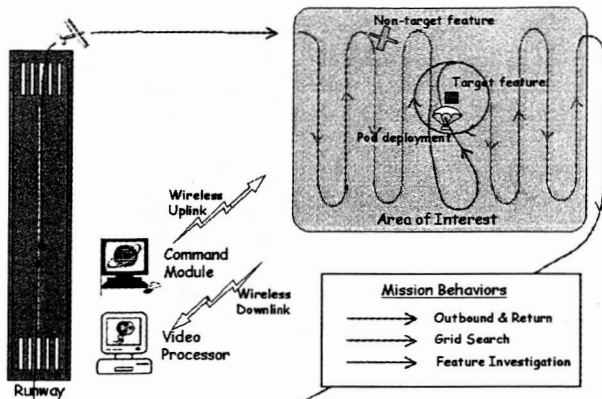 Non-target feature
Target feature
Pod deployment
Area of Interest
Wireless
Uplink
Command
Module
Wireless
Downlink
Video
Processor
Runway
Mission Behaviors
Outbound & Return
Grid Search
Feature Investigation